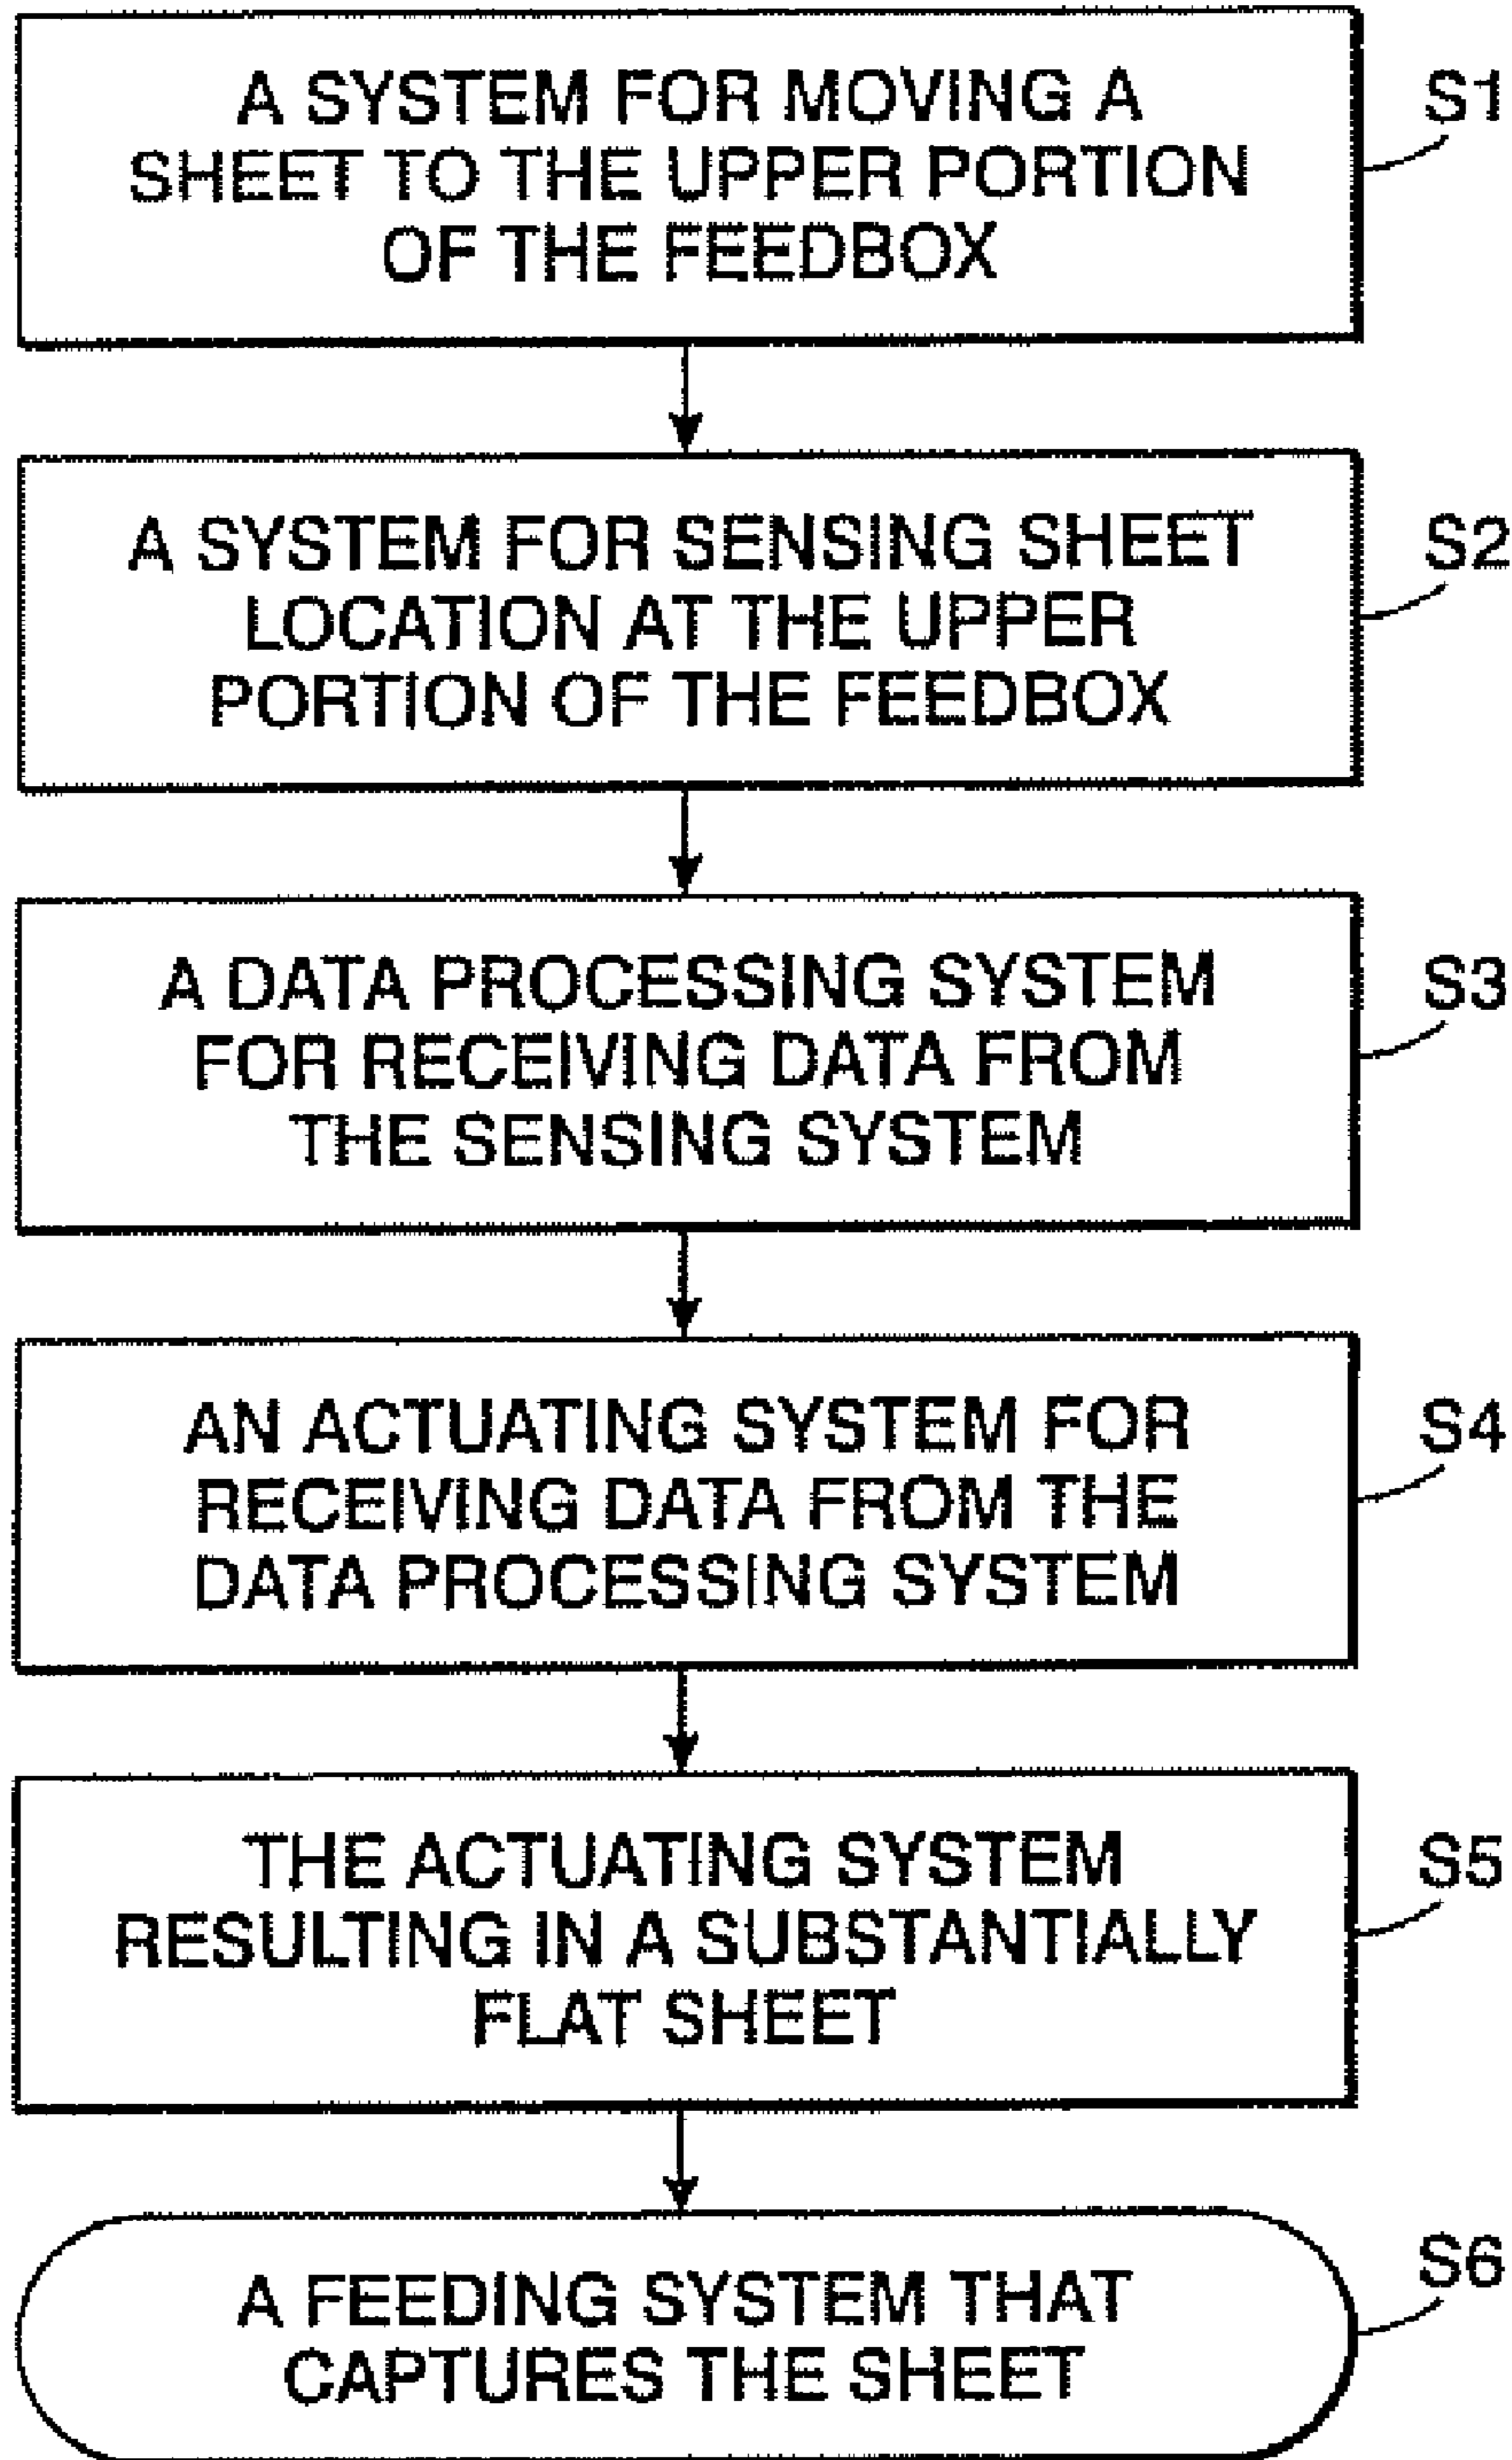 A SYSTEM FOR MOVING A
SHEET TO THE UPPER PORTION
OF THE FEEDBOX
S1
A SYSTEM FOR SENSING SHEET
LOCATION AT THE UPPER
PORTION OF THE FEEDBOX
S2
A DATA PROCESSING SYSTEM
FOR RECEIVING DATA FROM
THE SENSING SYSTEM
S3
AN ACTUATING SYSTEM FOR
RECEIVING DATA FROM THE
DATA PROCESSING SYSTEM
S4
THE ACTUATING SYSTEM
RESULTING IN A SUBSTANTIALLY
FLAT SHEET
S5
A FEEDING SYSTEM THAT
CAPTURES THE SHEET
S6